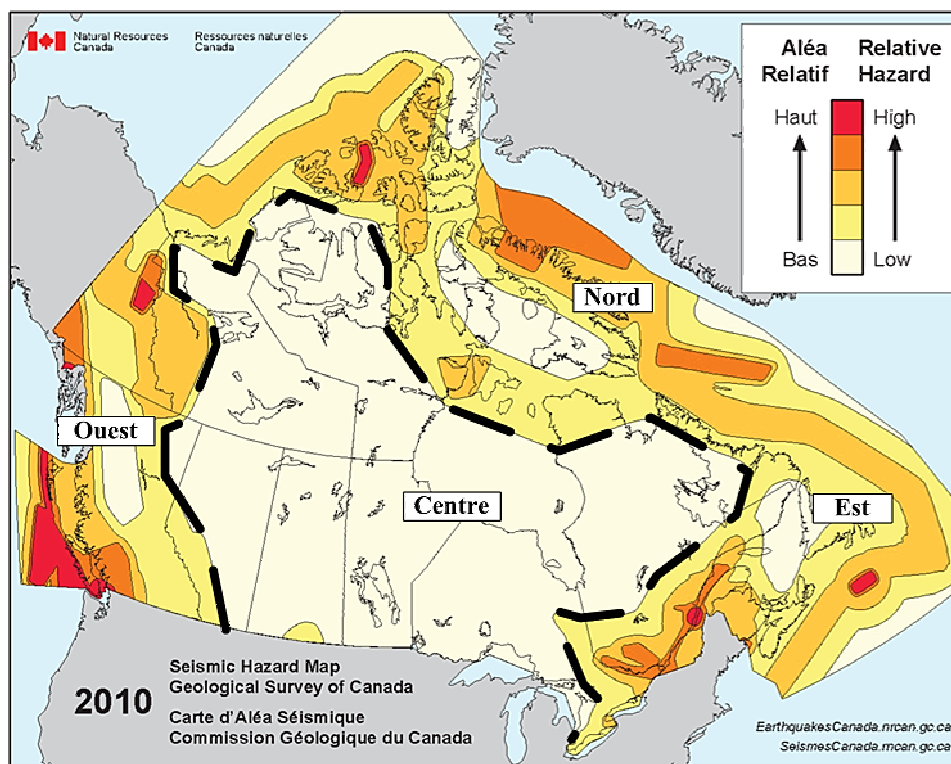 Natural Resources
Canada
Ressources naturelles
Canada
Aléa
Relatif
Relative
Hazard
Haut
High
Bas
Low
Nord
Ouest
Centre
Est
2010
Seismic Hazard Map
Geological Survey of Canada
Carte d'Aléa Séismique
Commission Géologique du Canada
EarthquakesCanada.nrcan.gc.ca
SeismesCanada.rncan.gc.ca